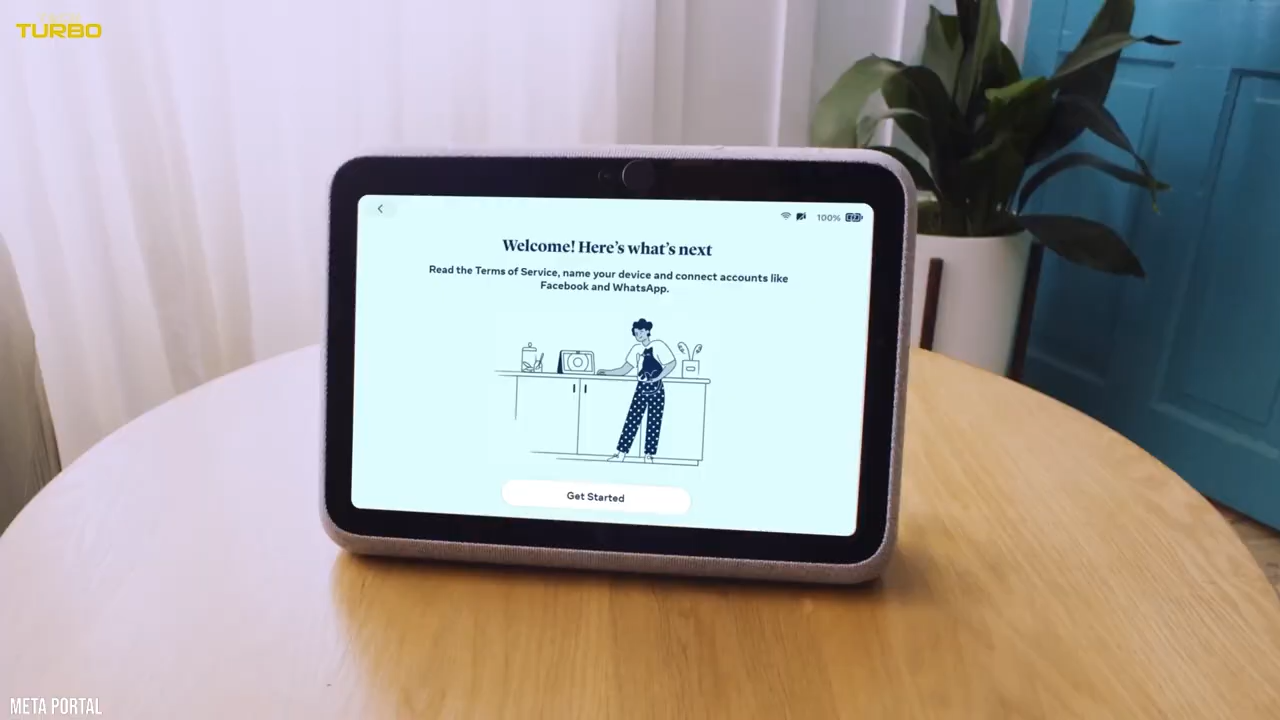 TURBO
100%
Welcome! Here's what's next
Read the Terms of Service, name your device and connect accounts like
Facebook and WhatsApp.
Get Started
META PORTAL